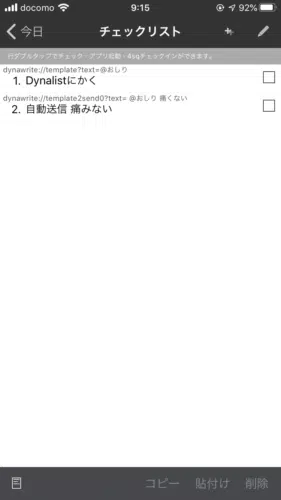 docomo 9:15 92%
今日 チェックリスト
行ダブルタップでチェック・アプリ起動・4sqチェックインができます。
dynawrite://template?text=@おしり
1. Dynalistにかく
dynawrite://template2send0?text= @おしり 痛くない
2. 自動送信 痛みない
コピー 貼付け 削除